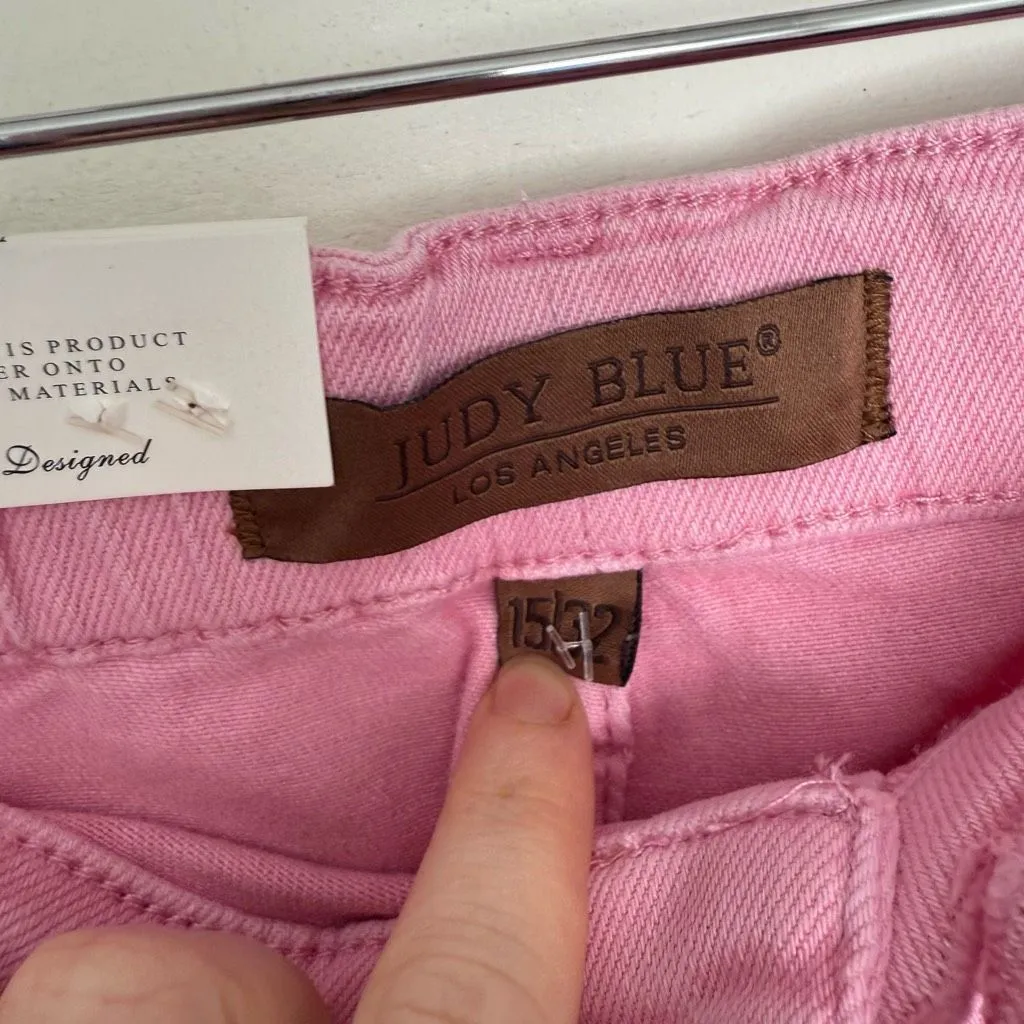 IS PRODUCT
ER ONTO
MATERIALS
Designed
JUDY BLUE®
LOS ANGELES
15/32